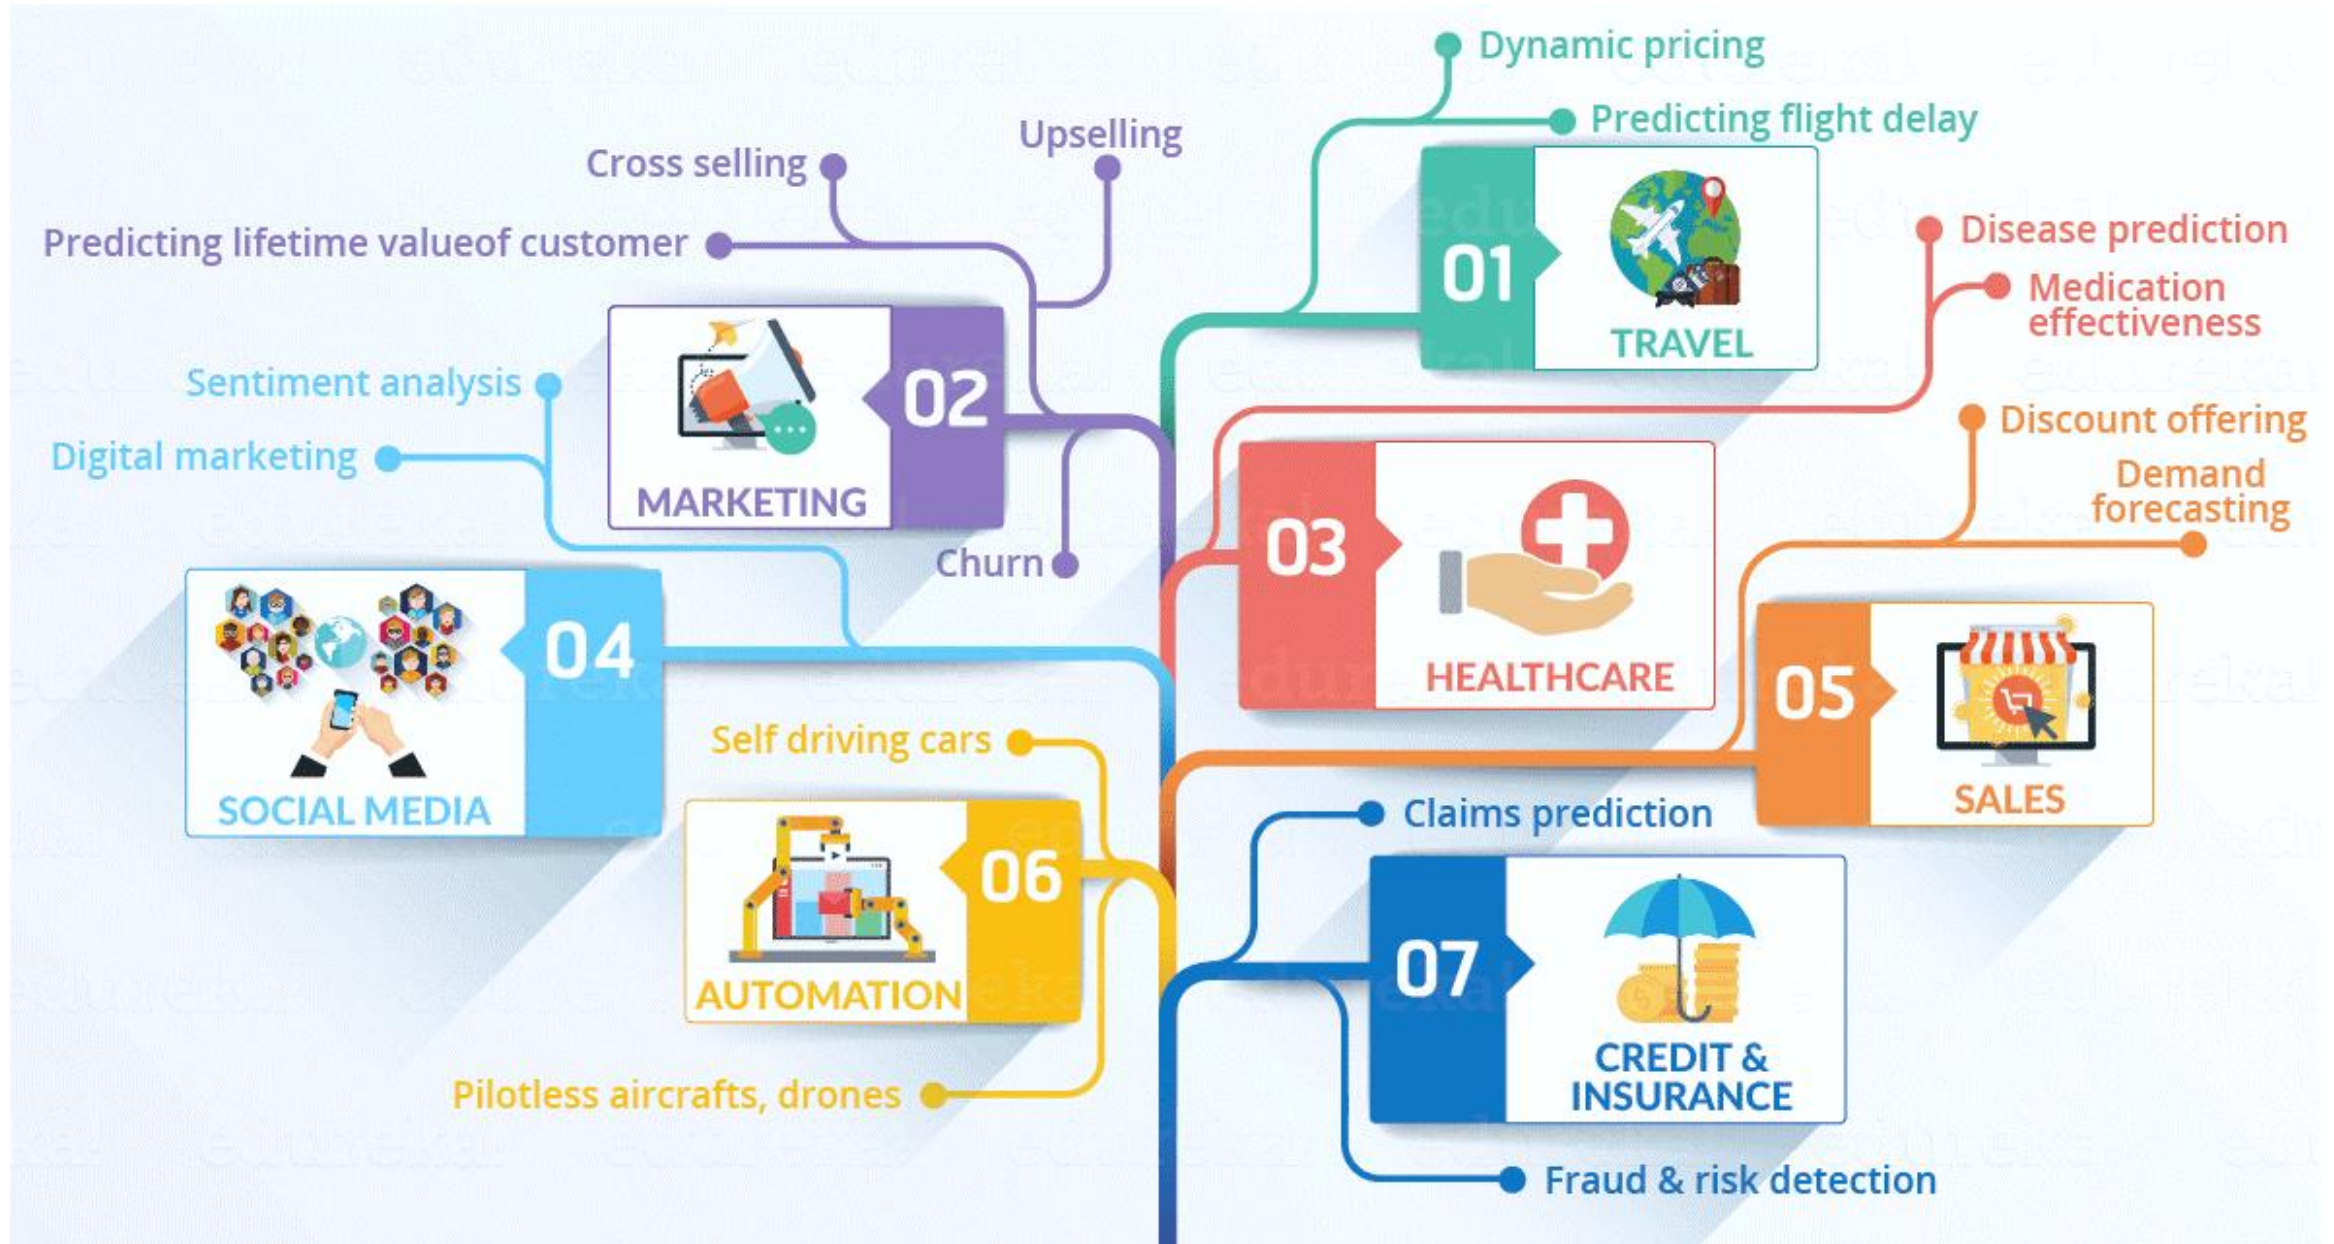 Dynamic pricing
Predicting flight delay
01
TRAVEL
Upselling
Cross selling
Predicting lifetime valueof customer
02
MARKETING
Churn
Disease prediction
Medication
effectiveness
03
HEALTHCARE
Sentiment analysis
Digital marketing
04
SOCIAL MEDIA
Discount offering
Demand
forecasting
05
SALES
Self driving cars
06
AUTOMATION
Pilotless aircrafts, drones
Claims prediction
07
CREDIT &
INSURANCE
Fraud & risk detection
edureka!